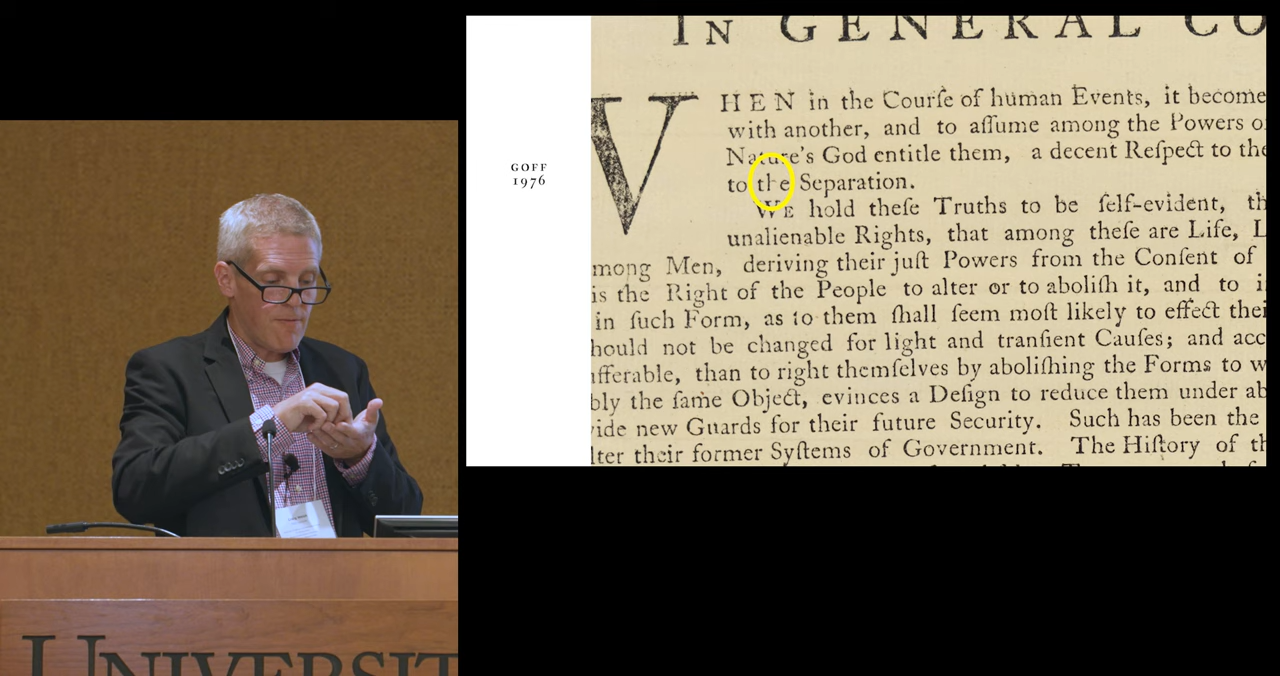 GOFF
1976
IN GENERAL CO
WHEN in the Courſe of human Events, it become
with another, and to aſſume among the Powers o
Nature's God entitle them, a decent Reſpect to the
to the Separation.
WE hold theſe Truths to be ſelf-evident, th
unalienable Rights, that among theſe are Life, L
mong Men, deriving their juſt Powers from the Conſent of
is the Right of the People to alter or to aboliſh it, and to i
in ſuch Form, as to them ſhall ſeem moſt likely to effect thei
hould not be changed for light and tranſient Cauſes; and acc
ufferable, than to right themſelves by aboliſhing the Forms to w
bly the ſame Object, evinces a Deſign to reduce them under ab
vide new Guards for their future Security. Such has been the
lter their former Syſtems of Government. The Hiſtory of th
UNIVERSIT